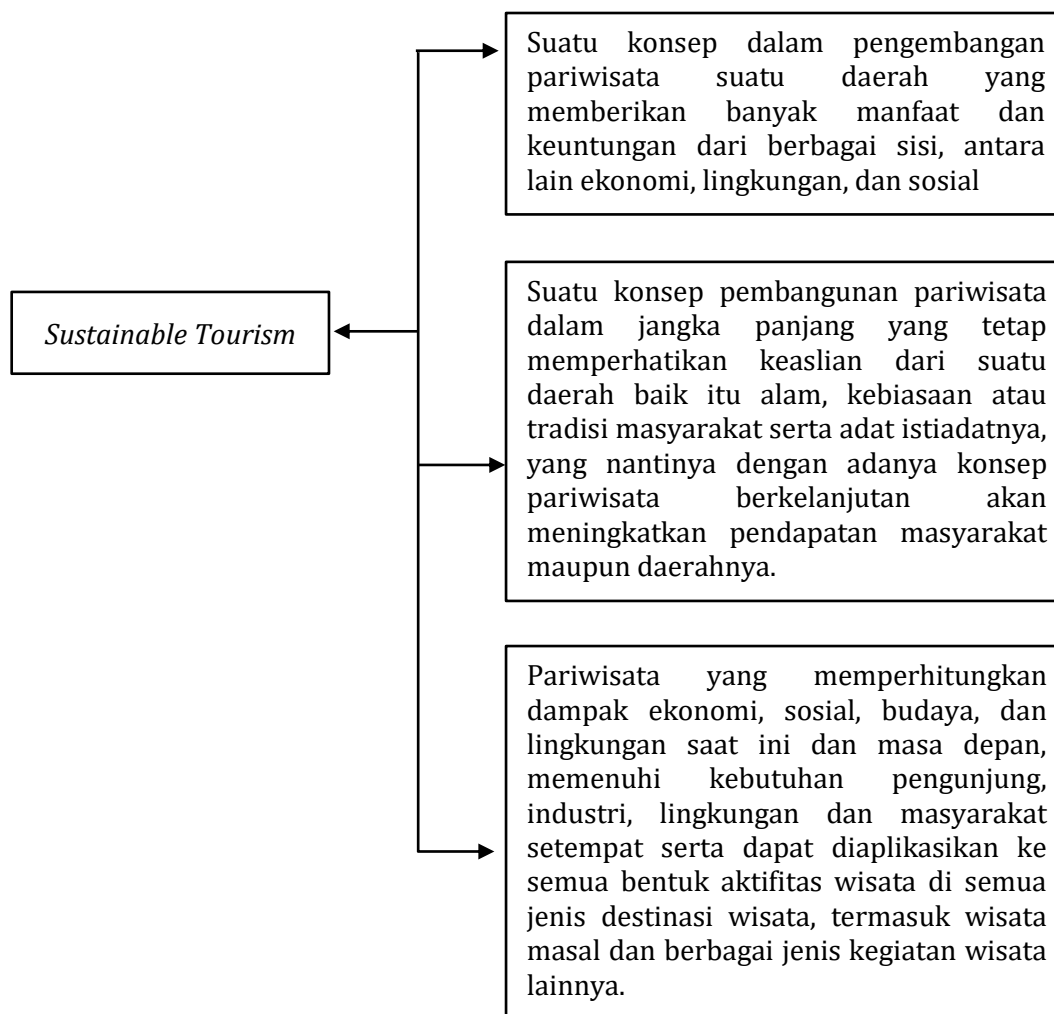 Suatu konsep dalam pengembangan
pariwisata suatu daerah yang
memberikan banyak manfaat dan
keuntungan dari berbagai sisi, antara
lain ekonomi, lingkungan, dan sosial
Sustainable Tourism
Suatu konsep pembangunan pariwisata
dalam jangka panjang yang tetap
memperhatikan keaslian dari suatu
daerah baik itu alam, kebiasaan atau
tradisi masyarakat serta adat istiadatnya,
yang nantinya dengan adanya konsep
pariwisata berkelanjutan akan
meningkatkan pendapatan masyarakat
maupun daerahnya.
Pariwisata yang memperhitungkan
dampak ekonomi, sosial, budaya, dan
lingkungan saat ini dan masa depan,
memenuhi kebutuhan pengunjung,
industri, lingkungan dan masyarakat
setempat serta dapat diaplikasikan ke
semua bentuk aktifitas wisata di semua
jenis destinasi wisata, termasuk wisata
masal dan berbagai jenis kegiatan wisata
lainnya.